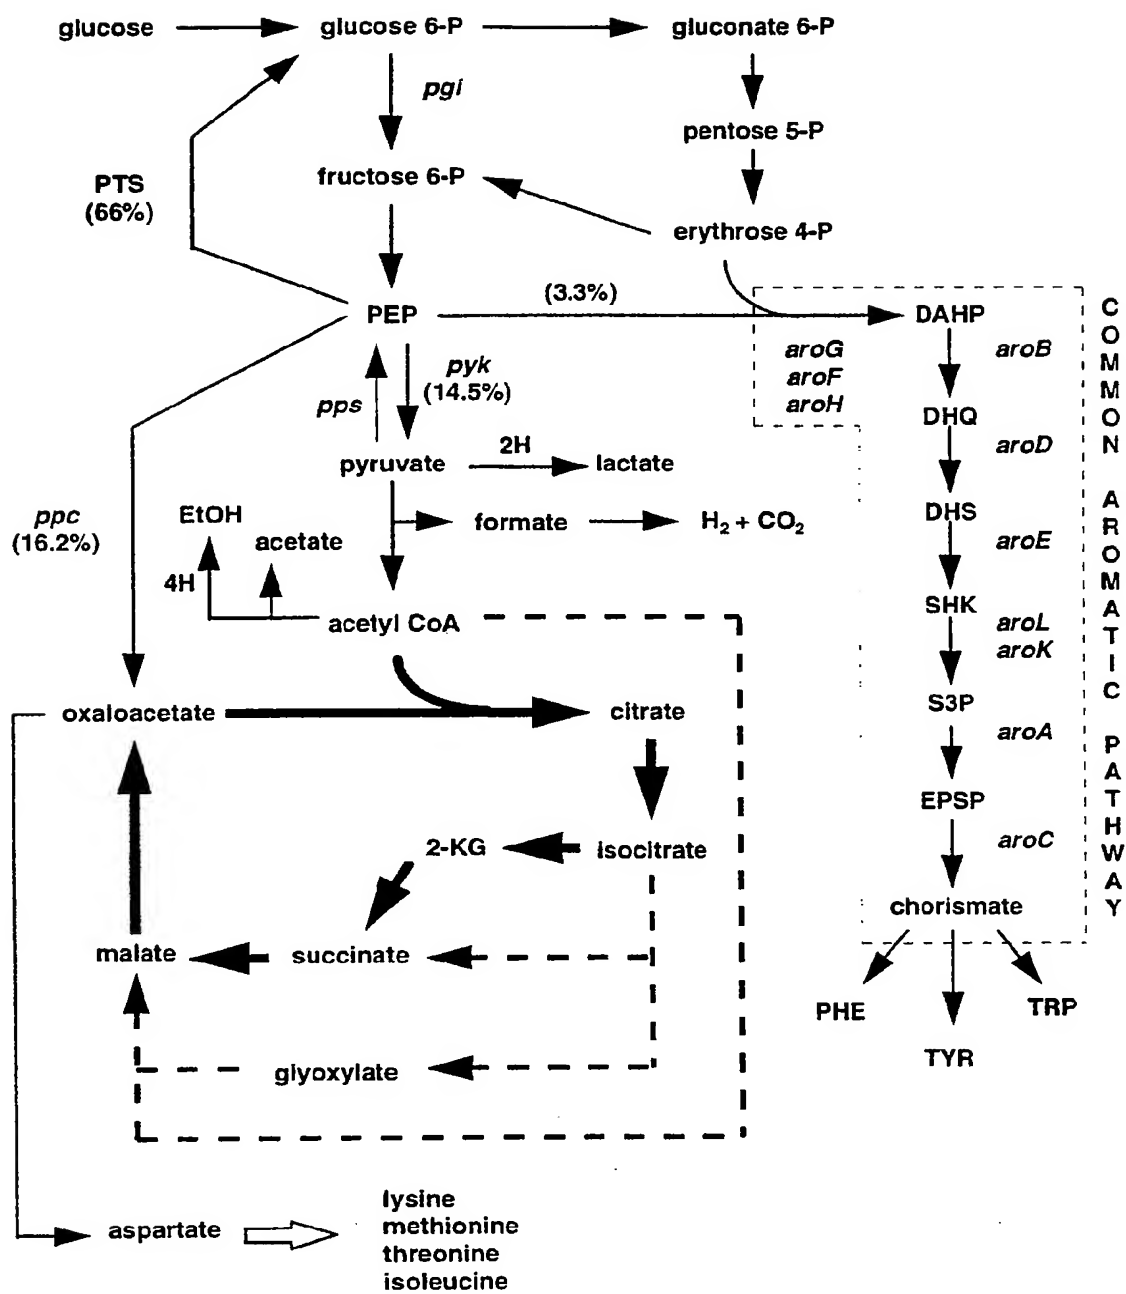 glucose
glucose 6-P
gluconate 6-P
pgi
pentose 5-P
fructose 6-P
PTS
(66%)
erythrose 4-P
(3.3%)
PEP
DAHP
aroG
aroF
aroH
aroB
pyk
(14.5%)
pps
DHQ
aroD
pyruvate
2H
lactate
ppc
(16.2%)
EtOH
acetate
4H
formate
H2 + CO2
DHS
aroE
acetyl CoA
SHK
aroL
aroK
oxaloacetate
citrate
S3P
aroA
EPSP
aroC
2-KG
isocitrate
chorismate
malate
succinate
PHE
TRP
TYR
glyoxylate
COMMON AROMATIC PATHWAY
aspartate
lysine
methionine
threonine
isoleucine